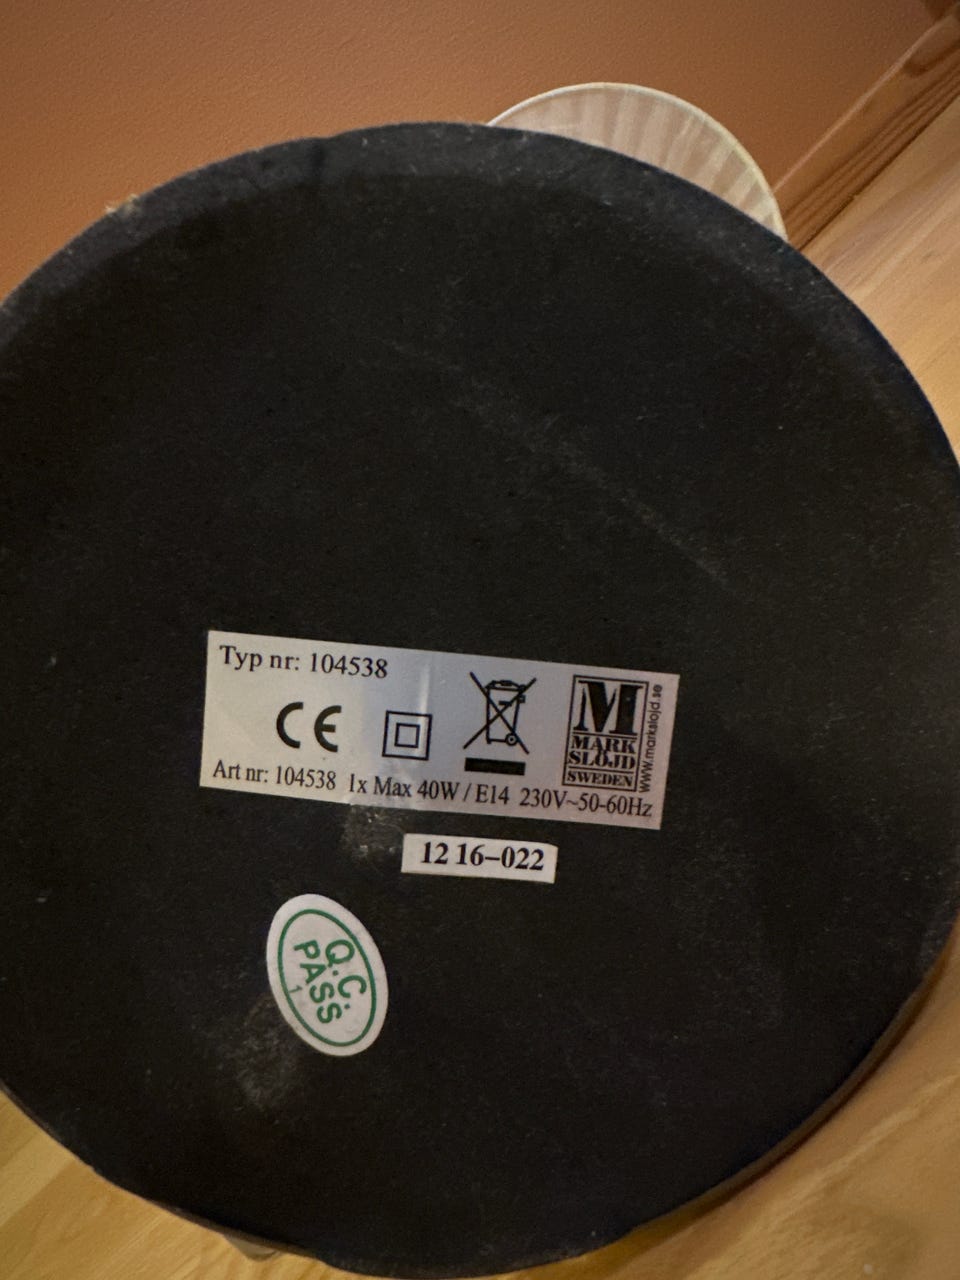 Typ nr: 104538
CE
M
MARK
SLÖJD
SWEDEN
www.markslojd.se
Art nr: 104538 1x Max 40W / E14 230V~50-60Hz
12 16-022
Q.C.
PASS
1